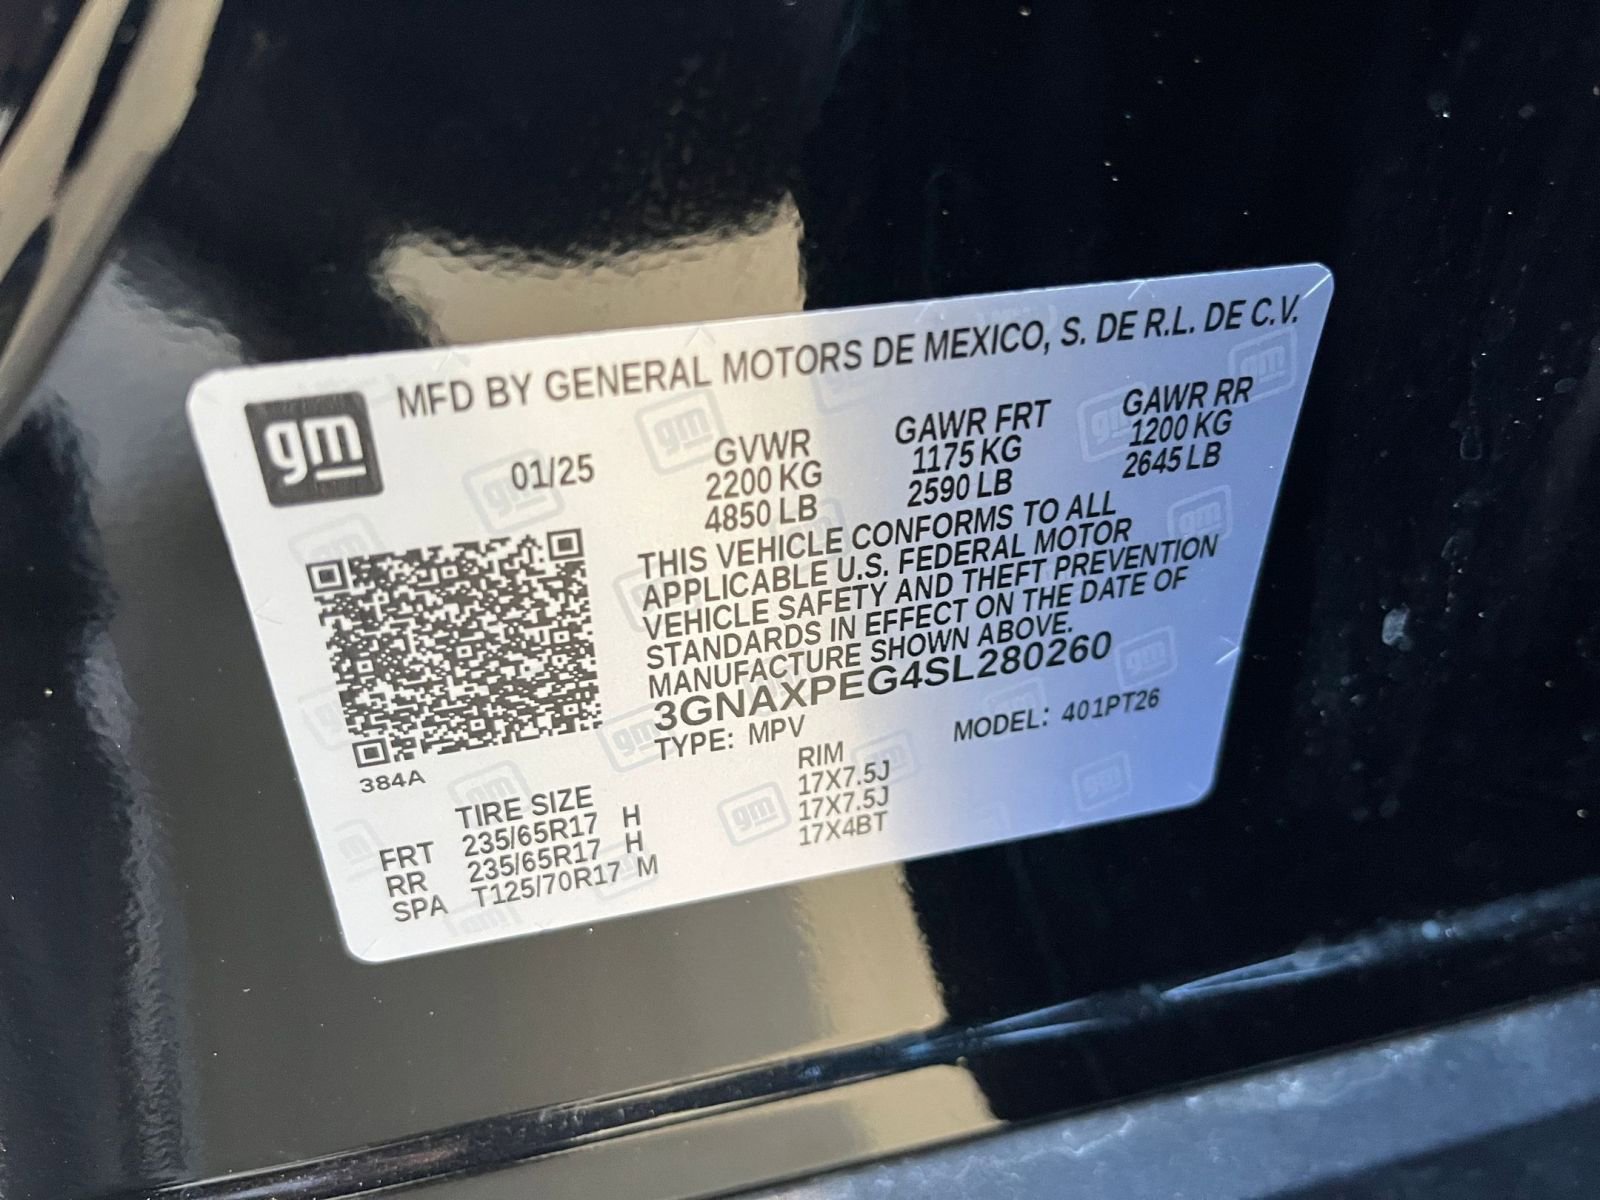 gm
MFD BY GENERAL MOTORS DE MEXICO, S. DE R.L. DE C.V.
01/25 GVWR GAWR FRT GAWR RR
2200 KG 1175 KG 1200 KG
4850 LB 2590 LB 2645 LB
THIS VEHICLE CONFORMS TO ALL
APPLICABLE U.S. FEDERAL MOTOR
VEHICLE SAFETY AND THEFT PREVENTION
STANDARDS IN EFFECT ON THE DATE OF
MANUFACTURE SHOWN ABOVE.
3GNAXPEG4SL280260
TYPE: MPV MODEL: 401PT26
384A
TIRE SIZE RIM
FRT 235/65R17 H 17X7.5J
RR 235/65R17 H 17X7.5J
SPA T125/70R17 M 17X4BT